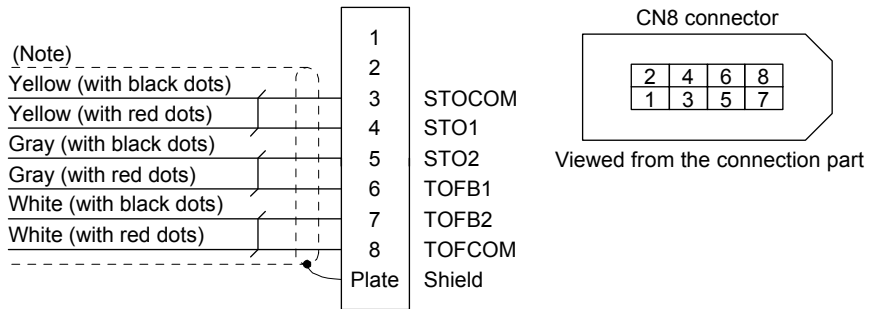 CN8 connector
(Note)
Yellow (with black dots)
Yellow (with red dots)
Gray (with black dots)
Gray (with red dots)
White (with black dots)
White (with red dots)
1
2
3 STOCOM
4 STO1
5 STO2
6 TOFB1
7 TOFB2
8 TOFCOM
Plate Shield
2 4 6 8
1 3 5 7
Viewed from the connection part